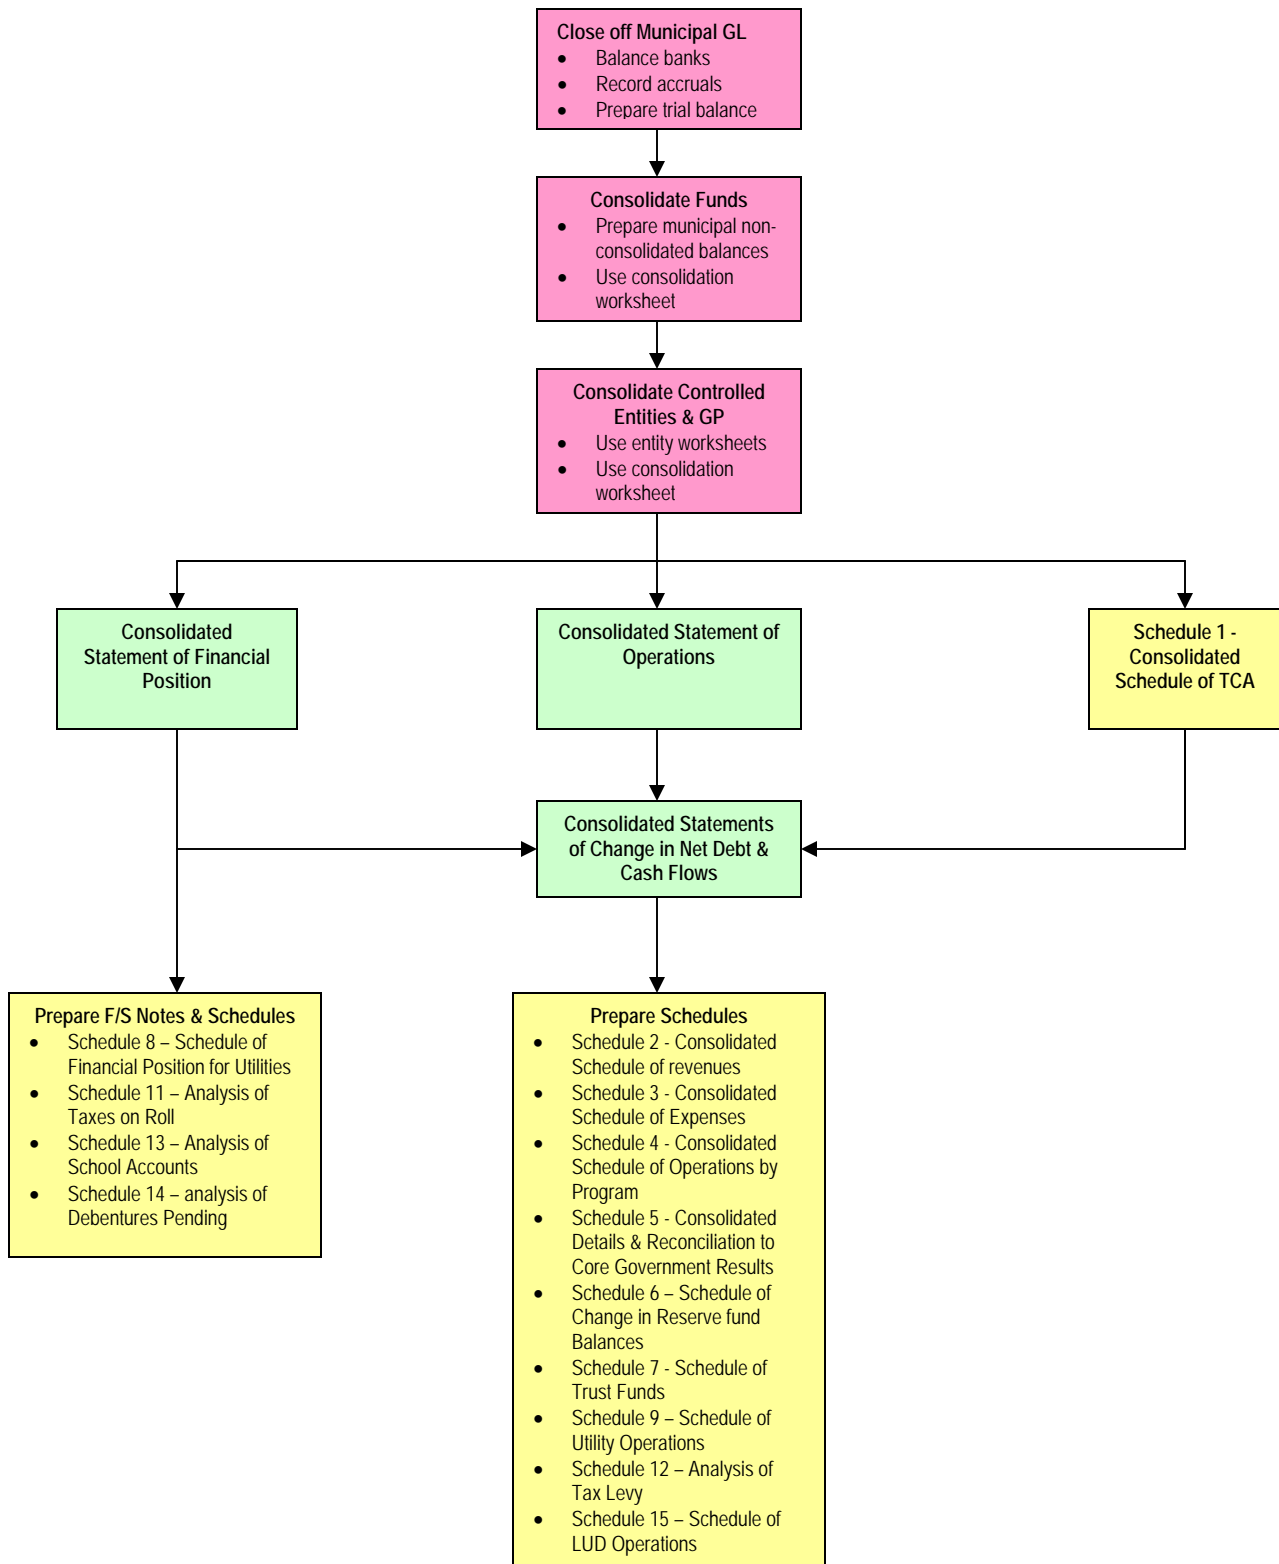 Close off Municipal GL
• Balance banks
• Record accruals
• Prepare trial balance
Consolidate Funds
• Prepare municipal non-
consolidated balances
• Use consolidation
worksheet
Consolidate Controlled
Entities & GP
• Use entity worksheets
• Use consolidation
worksheet
Consolidated
Statement of Financial
Position
Consolidated Statement of
Operations
Schedule 1 -
Consolidated
Schedule of TCA
Consolidated Statements
of Change in Net Debt &
Cash Flows
Prepare F/S Notes & Schedules
• Schedule 8 – Schedule of
Financial Position for Utilities
• Schedule 11 – Analysis of
Taxes on Roll
• Schedule 13 – Analysis of
School Accounts
• Schedule 14 – analysis of
Debentures Pending
Prepare Schedules
• Schedule 2 - Consolidated
Schedule of revenues
• Schedule 3 - Consolidated
Schedule of Expenses
• Schedule 4 - Consolidated
Schedule of Operations by
Program
• Schedule 5 - Consolidated
Details & Reconciliation to
Core Government Results
• Schedule 6 – Schedule of
Change in Reserve fund
Balances
• Schedule 7 - Schedule of
Trust Funds
• Schedule 9 – Schedule of
Utility Operations
• Schedule 12 – Analysis of
Tax Levy
• Schedule 15 – Schedule of
LUD Operations